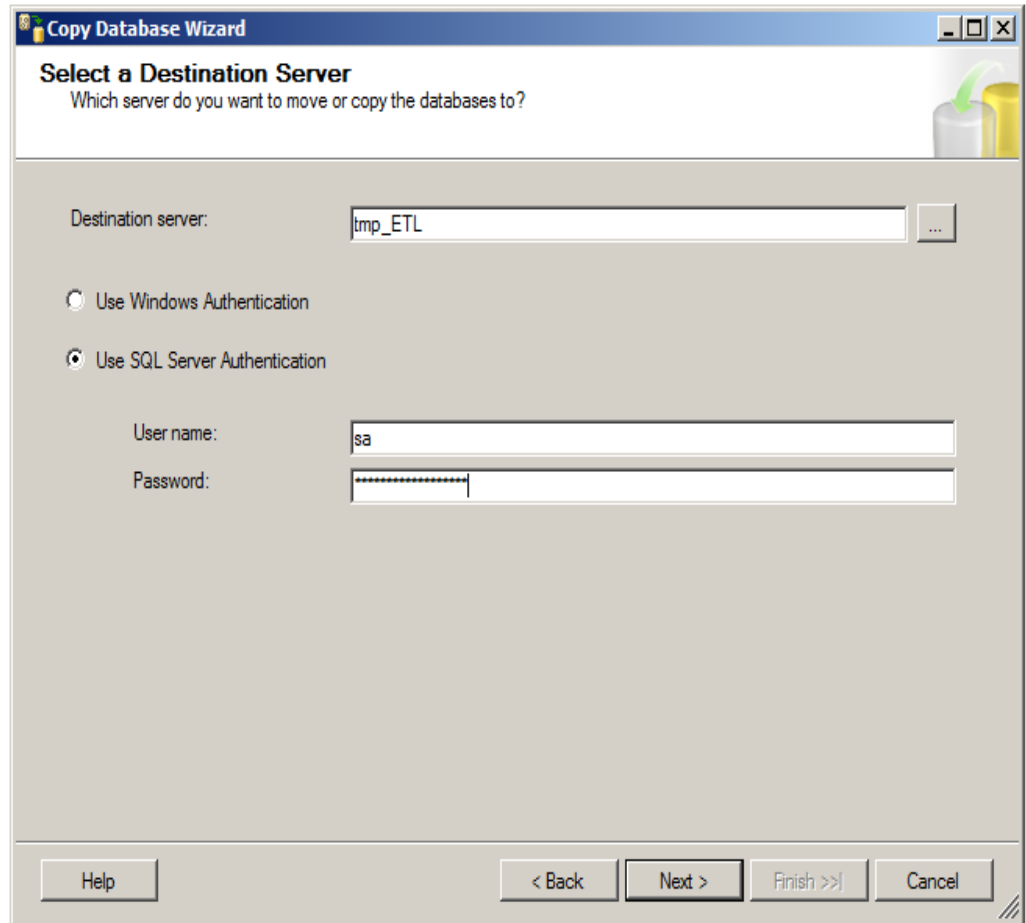 Copy Database Wizard
Select a Destination Server
Which server do you want to move or copy the databases to?
Destination server: tmp_ETL ...
Use Windows Authentication
Use SQL Server Authentication
User name: sa
Password: ******************
Help < Back Next > Finish >>| Cancel